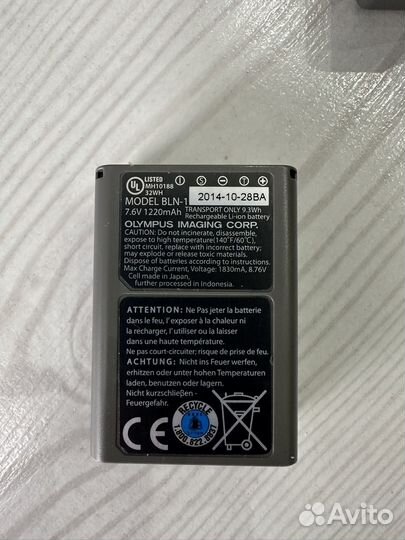 UL LISTED
MH10188
32WH
MODEL BLN-1
2014-10-28BA
7.6V 1220mAh
TRANSPORT ONLY 9.3Wh
Rechargeable Li-ion battery
OLYMPUS IMAGING CORP.
CAUTION: Do not incinerate, disassemble,
expose to high temperature(140°F/60°C),
short circuit, replace with incorrect battery;
may explode or release toxic materials.
Dispose of batteries according to instructions.
Max Charge Current, Voltage: 1830mA, 8.76V
Cell made in Japan,
further processed in Indonesia.
ATTENTION: Ne Pas jeter la batterie
dans le feu, l'exposer à la chaleur ni
la recharger, l'utiliser ou la laisser
dans une haute température.
Ne pas court-circuiter; risque de prise de feu.
ACHTUNG: Nicht ins Feuer werfen,
erhitzen oder unter hohen Temperaturen
laden, benutzen oder liegen lassen.
Nicht kurzschließen!
Feuergefahr.
RECYCLE
1.800.822.8837
Avito